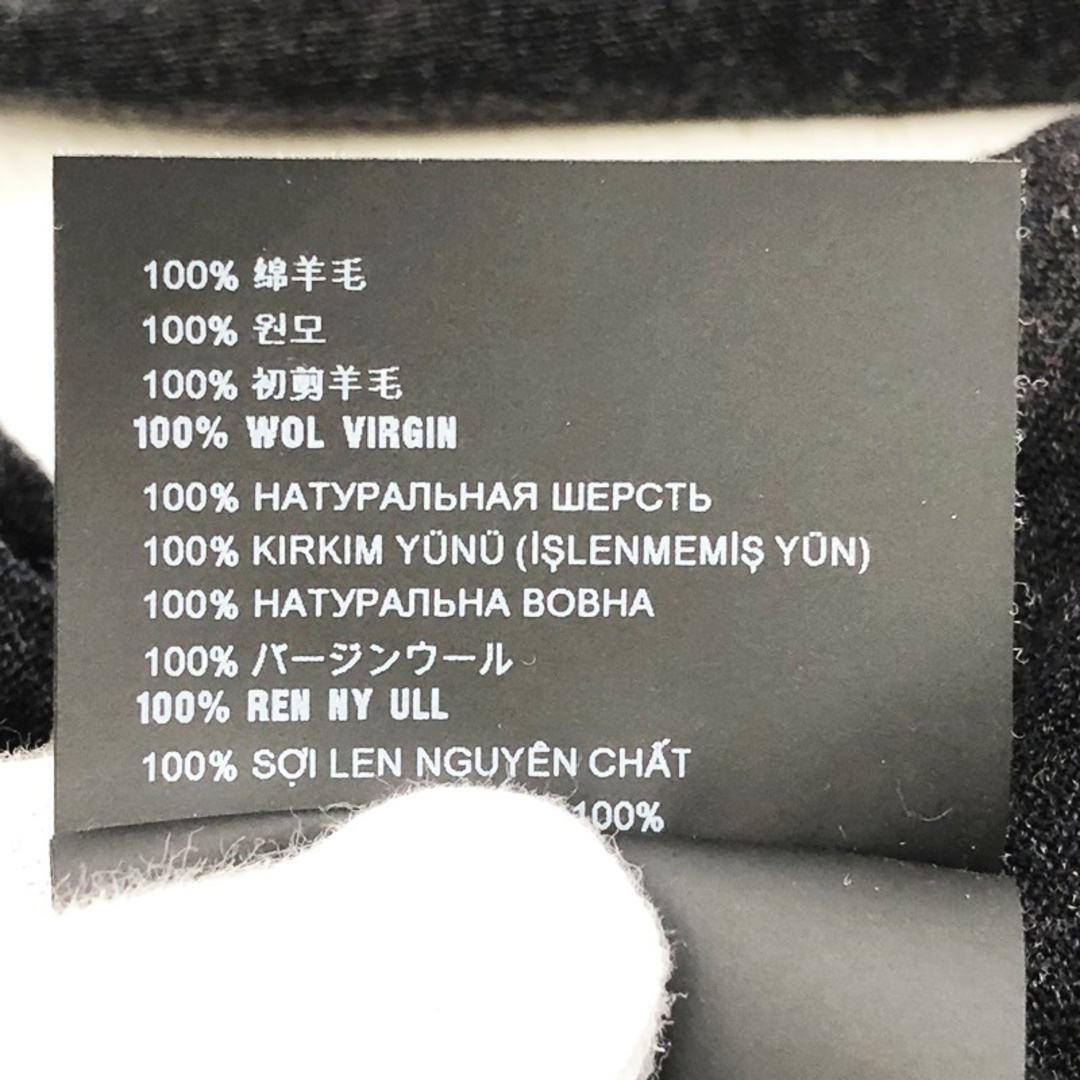 100% 绵羊毛
100% 원모
100% 初剪羊毛
100% WOL VIRGIN
100% НАТУРАЛЬНАЯ ШЕРСТЬ
100% KIRKIM YÜNÜ (İŞLENMEMİŞ YÜN)
100% НАТУРАЛЬНА ВОВНА
100% バージンウール
100% REN NY ULL
100% SỢI LEN NGUYÊN CHẤT
100%